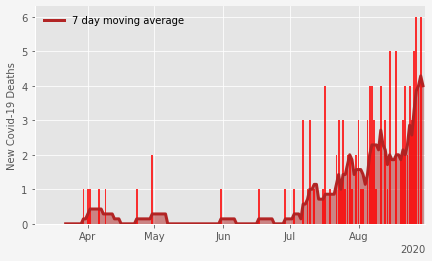 7 day moving average
New Covid-19 Deaths
6
5
4
3
2
1
0
Apr
May
Jun
Jul
Aug
2020